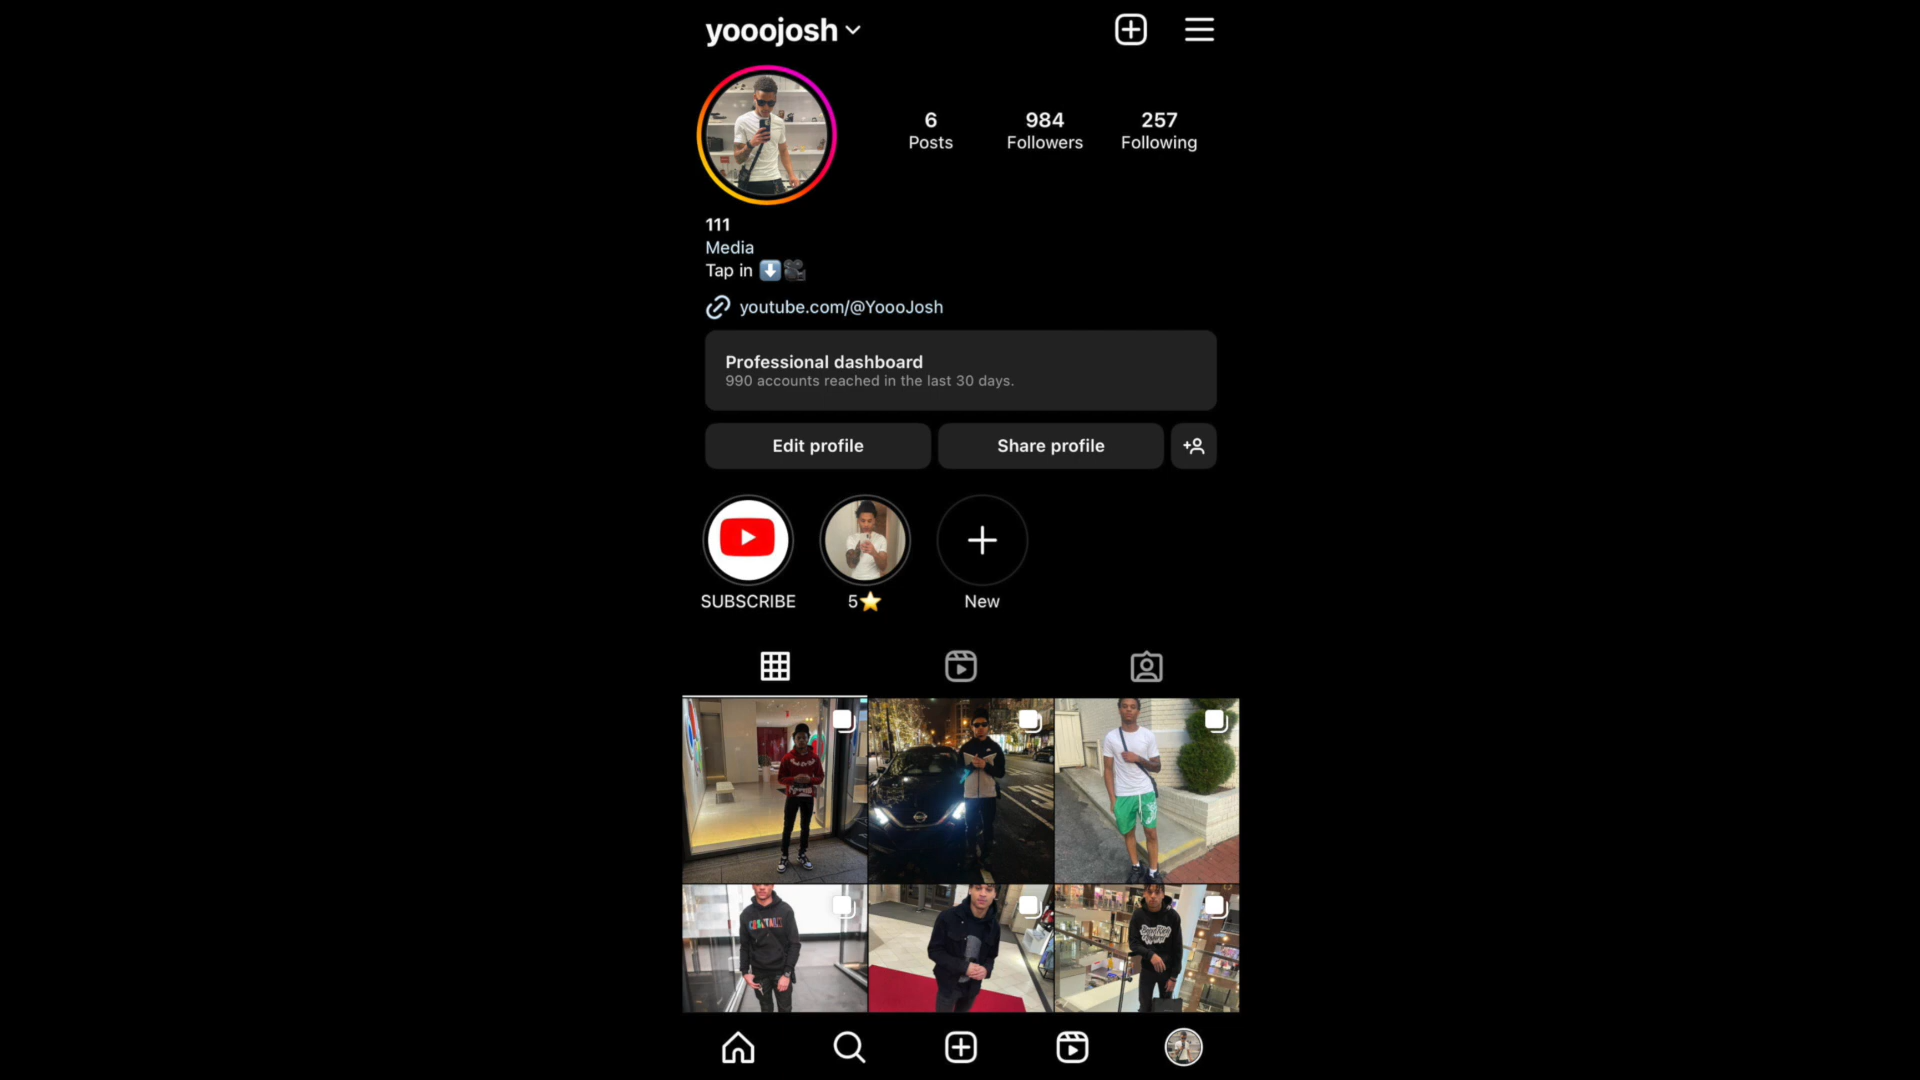 yooojosh
6
Posts
984
Followers
257
Following
111
Media
Tap in ⬇️🎥
youtube.com/@YoooJosh
Professional dashboard
990 accounts reached in the last 30 days.
Edit profile
Share profile
SUBSCRIBE
5⭐
New